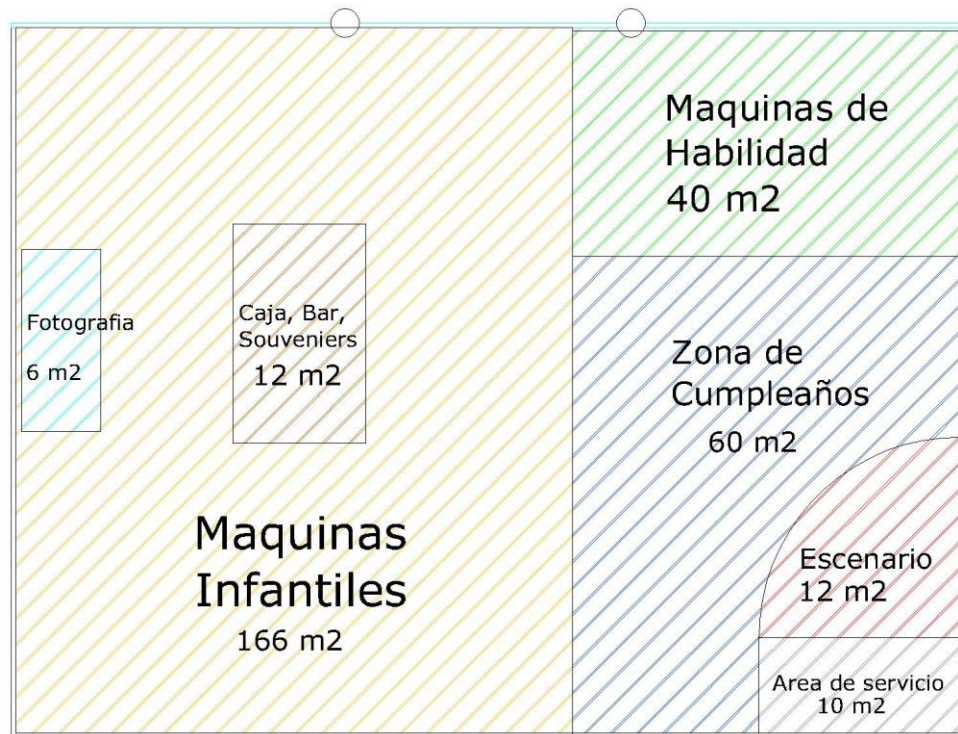 Maquinas de
Habilidad
40 m2
Fotografia
6 m2
Caja, Bar,
Souveniers
12 m2
Zona de
Cumpleaños
60 m2
Maquinas
Infantiles
166 m2
Escenario
12 m2
Area de servicio
10 m2